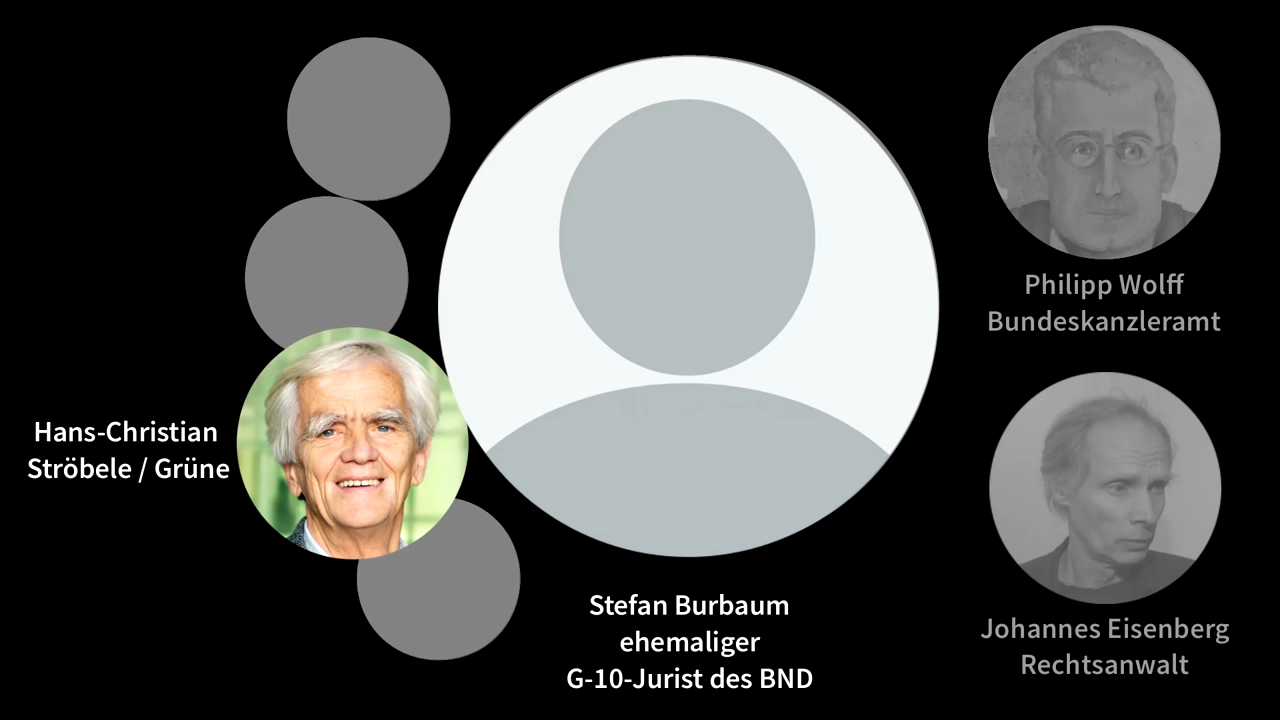 Hans-Christian
Ströbele / Grüne
Stefan Burbaum
ehemaliger
G-10-Jurist des BND
Philipp Wolff
Bundeskanzleramt
Johannes Eisenberg
Rechtsanwalt